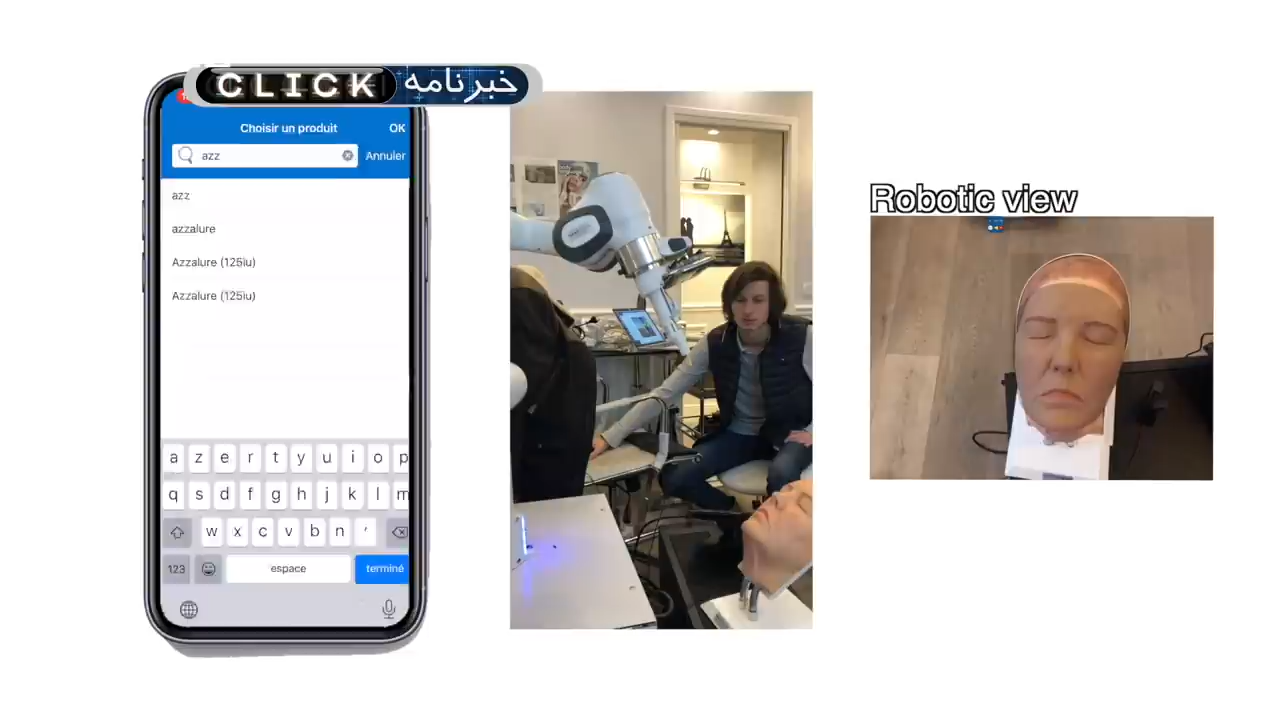 CLICK خبرنامه
Choisir un produit OK
azz Annuler
azz
azzalure
Azzalure (125iu)
Azzalure (125iu)
a z e r t y u i o p
q s d f g h j k l m
w x c v b n ʼ
123 espace terminé
Robotic view